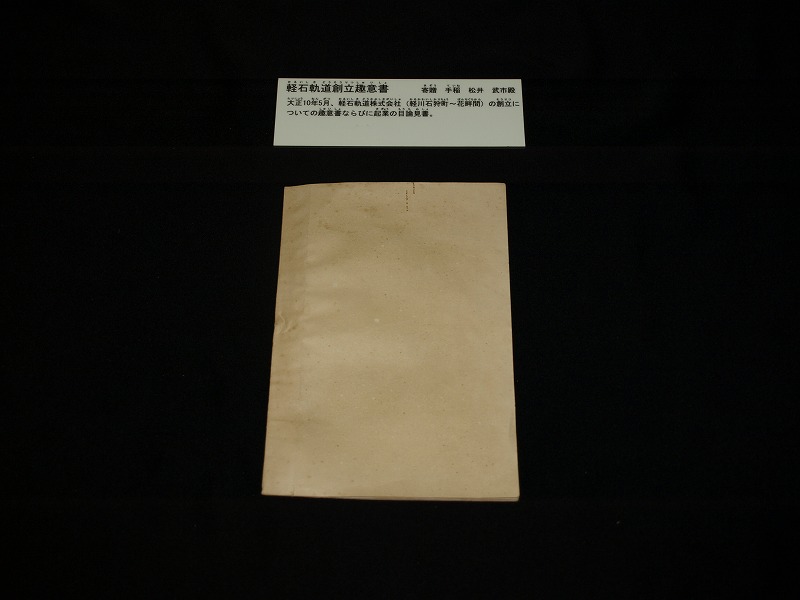 軽石軌道創立趣意書 寄贈 手稲 松井 武市殿
大正10年5月、軽石軌道株式会社（軽川石狩町～花畔間）の創立に
ついての趣意書ならびに起業の目論見書。